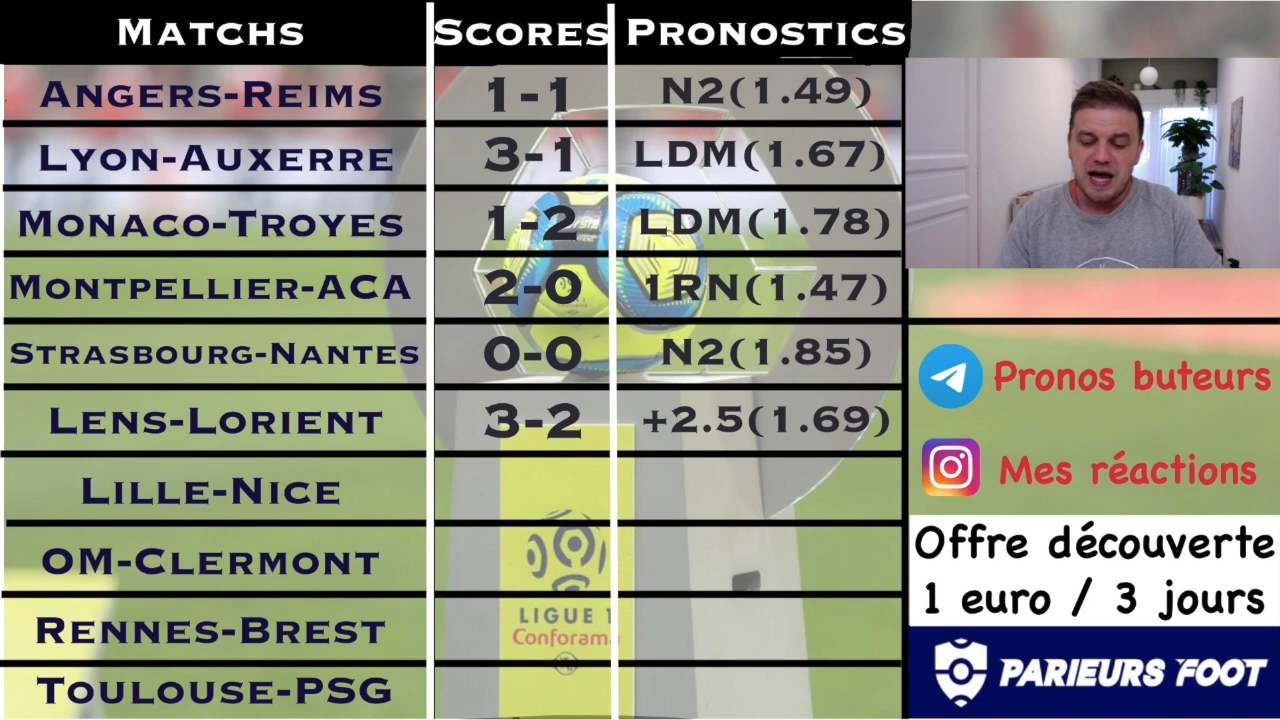 MATCHS SCORES PRONOSTICS
ANGERS-REIMS 1-1 N2(1.49)
LYON-AUXERRE 3-1 LDM(1.67)
MONACO-TROYES 1-2 LDM(1.78)
MONTPELLIER-ACA 2-0 1RN(1.47)
STRASBOURG-NANTES 0-0 N2(1.85)
LENS-LORIENT 3-2 +2.5(1.69)
LILLE-NICE
OM-CLERMONT
RENNES-BREST
TOULOUSE-PSG
LIGUE 1
Conforama
Pronos buteurs
Mes réactions
Offre découverte
1 euro / 3 jours
PARIEURS FOOT